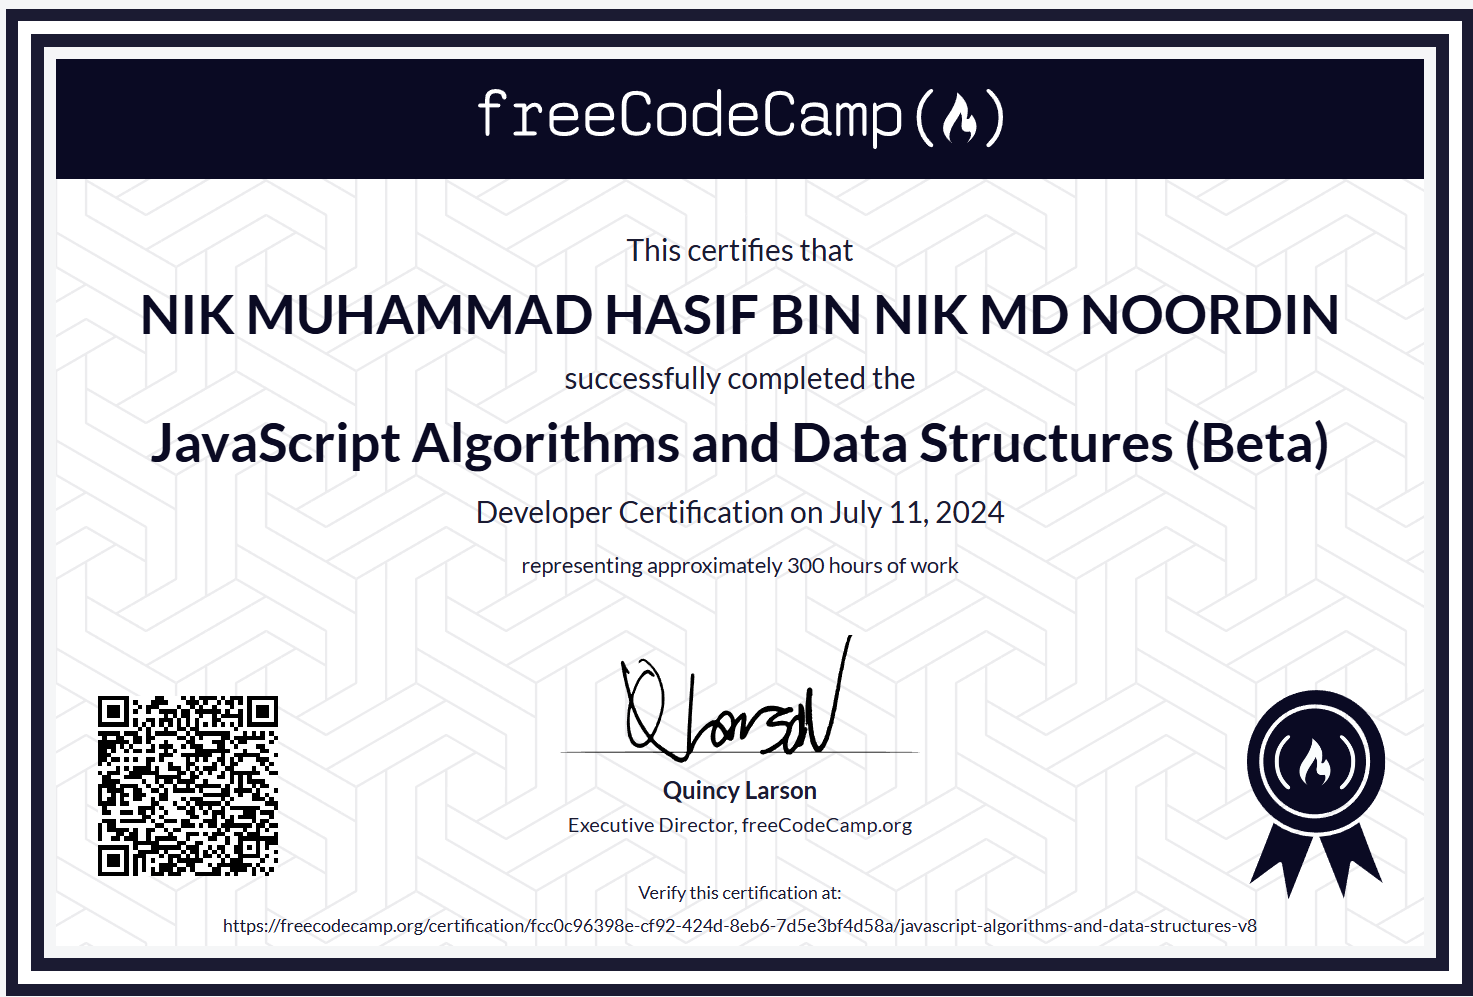 freeCodeCamp
This certifies that
NIK MUHAMMAD HASIF BIN NIK MD NOORDIN
successfully completed the
JavaScript Algorithms and Data Structures (Beta)
Developer Certification on July 11, 2024
representing approximately 300 hours of work
Quincy Larson
Executive Director, freeCodeCamp.org
Verify this certification at:
https://freecodecamp.org/certification/fcc0c96398e-cf92-424d-8eb6-7d5e3bf4d58a/javascript-algorithms-and-data-structures-v8